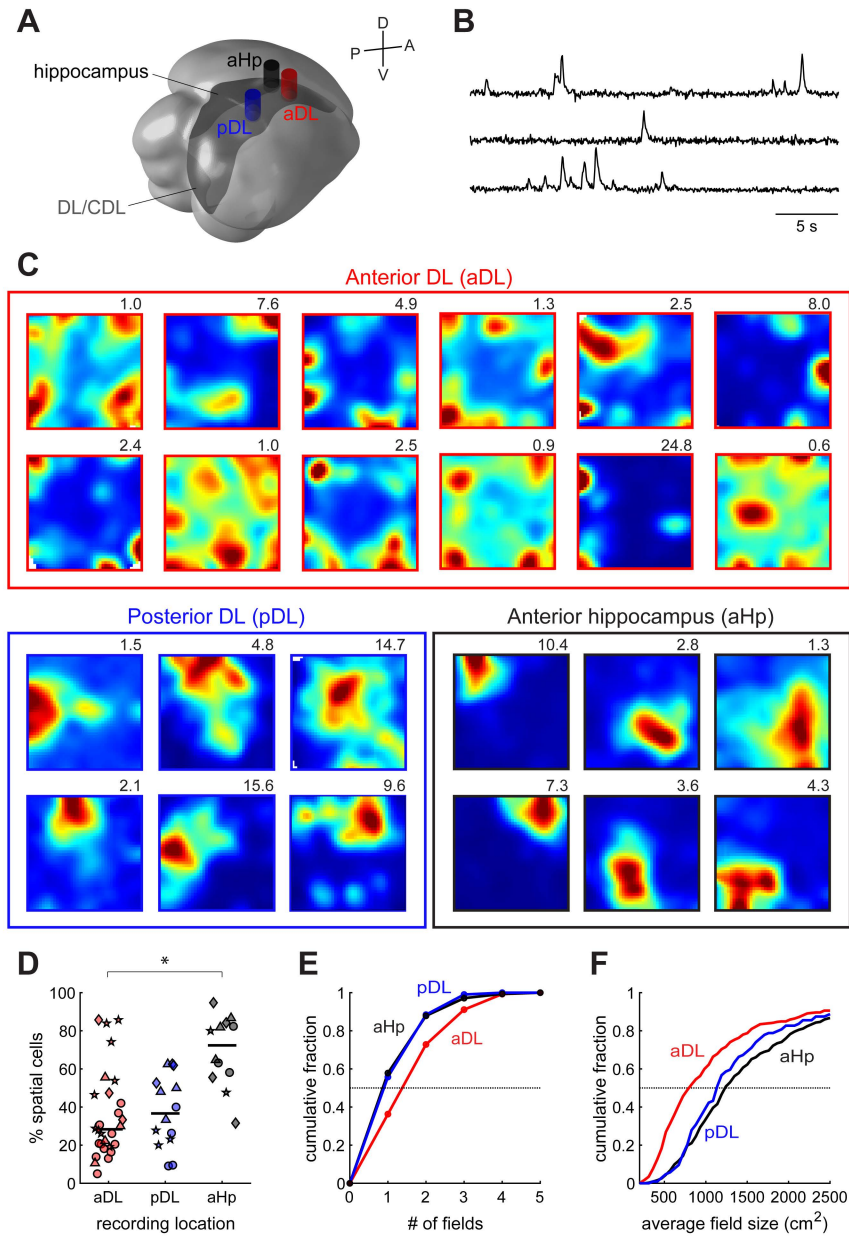 A
hippocampus
aHp
pDL
aDL
DL/CDL
D
P
A
V
B
5 s
C
Anterior DL (aDL)
1.0 7.6 4.9 1.3 2.5 8.0
2.4 1.0 2.5 0.9 24.8 0.6
Posterior DL (pDL)
1.5 4.8 14.7
2.1 15.6 9.6
Anterior hippocampus (aHp)
10.4 2.8 1.3
7.3 3.6 4.3
D
*
% spatial cells
100
80
60
40
20
0
aDL pDL aHp
recording location
E
cumulative fraction
1
0.8
0.6
0.4
0.2
0
pDL
aHp
aDL
0 1 2 3 4 5
# of fields
F
cumulative fraction
1
0.8
0.6
0.4
0.2
0
aDL
aHp
pDL
500 1000 1500 2000 2500
average field size (cm²)